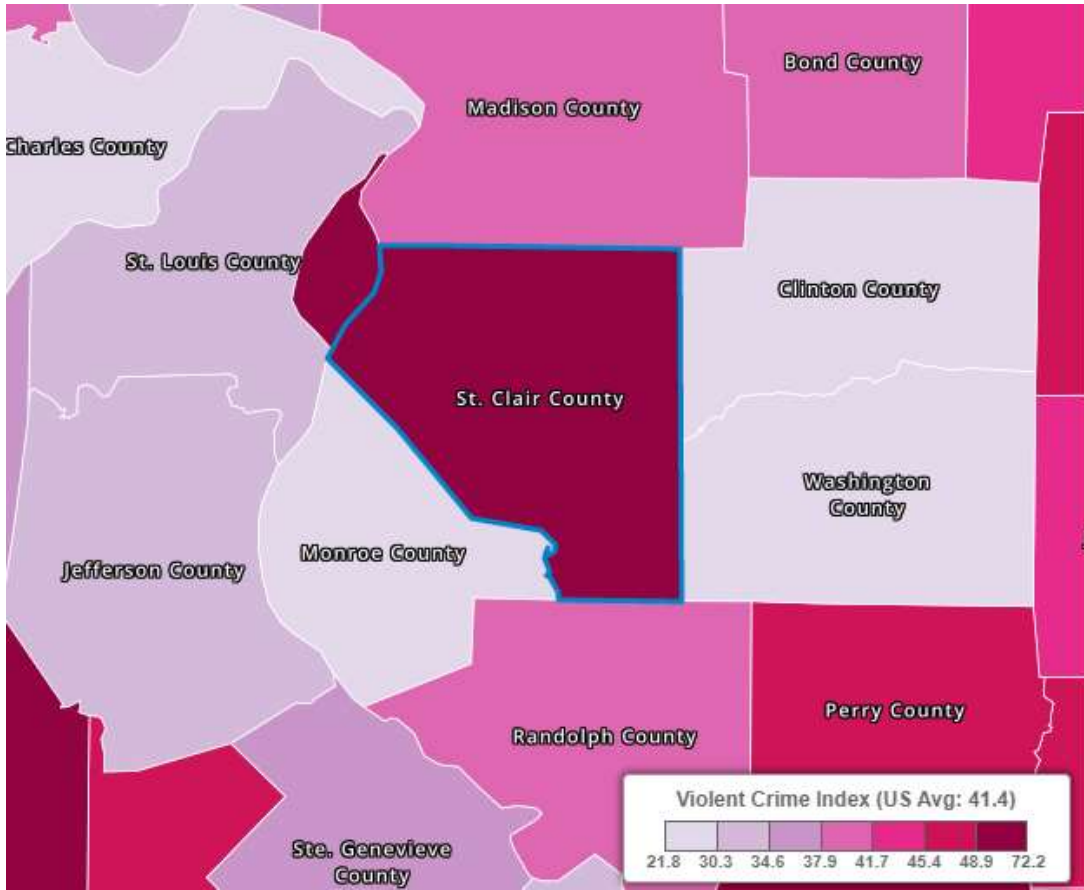 Bond County
Madison County
Charles County
St. Louis County
Clinton County
St. Clair County
Washington
County
Monroe County
Jefferson County
Perry County
Randolph County
Violent Crime Index (US Avg: 41.4)
21.8 30.3 34.6 37.9 41.7 45.4 48.9 72.2
Ste. Genevieve
County